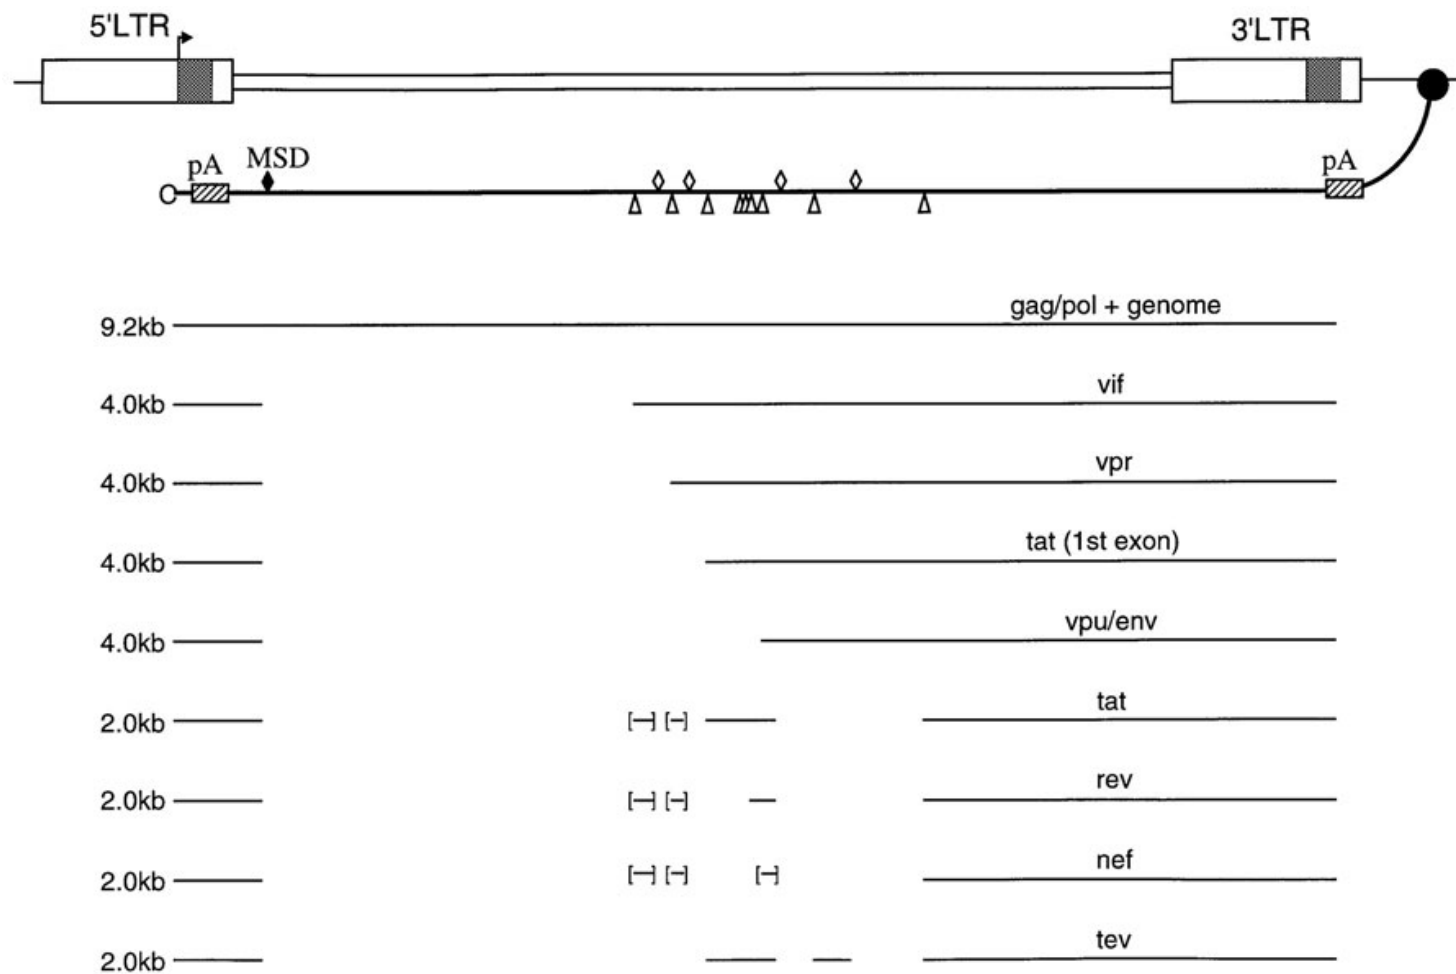 5'LTR 3'LTR
pA MSD pA
gag/pol + genome
9.2kb
vif
4.0kb
vpr
4.0kb
tat (1st exon)
4.0kb
vpu/env
4.0kb
tat
2.0kb [-] [-]
rev
2.0kb [-] [-]
nef
2.0kb [-] [-] [-]
tev
2.0kb